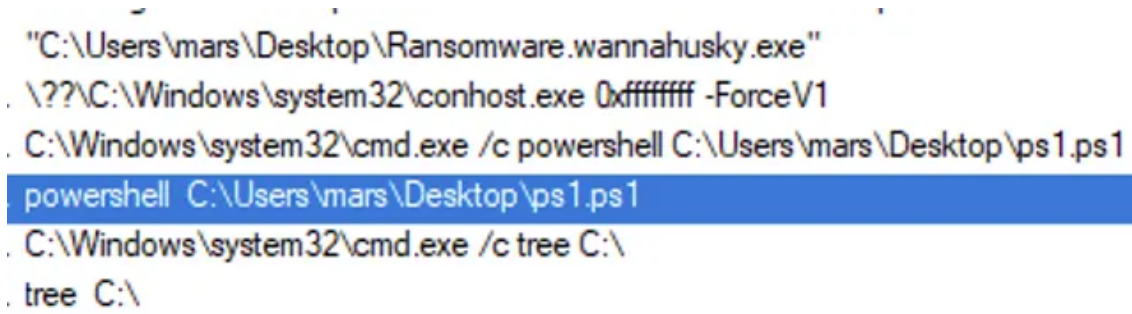 "C:\Users\mars\Desktop\Ransomware.wannahusky.exe"
. \??\C:\Windows\system32\conhost.exe 0xffffffff -ForceV1
. C:\Windows\system32\cmd.exe /c powershell C:\Users\mars\Desktop\ps1.ps1
. powershell  C:\Users\mars\Desktop\ps1.ps1
. C:\Windows\system32\cmd.exe /c tree C:\
. tree  C:\